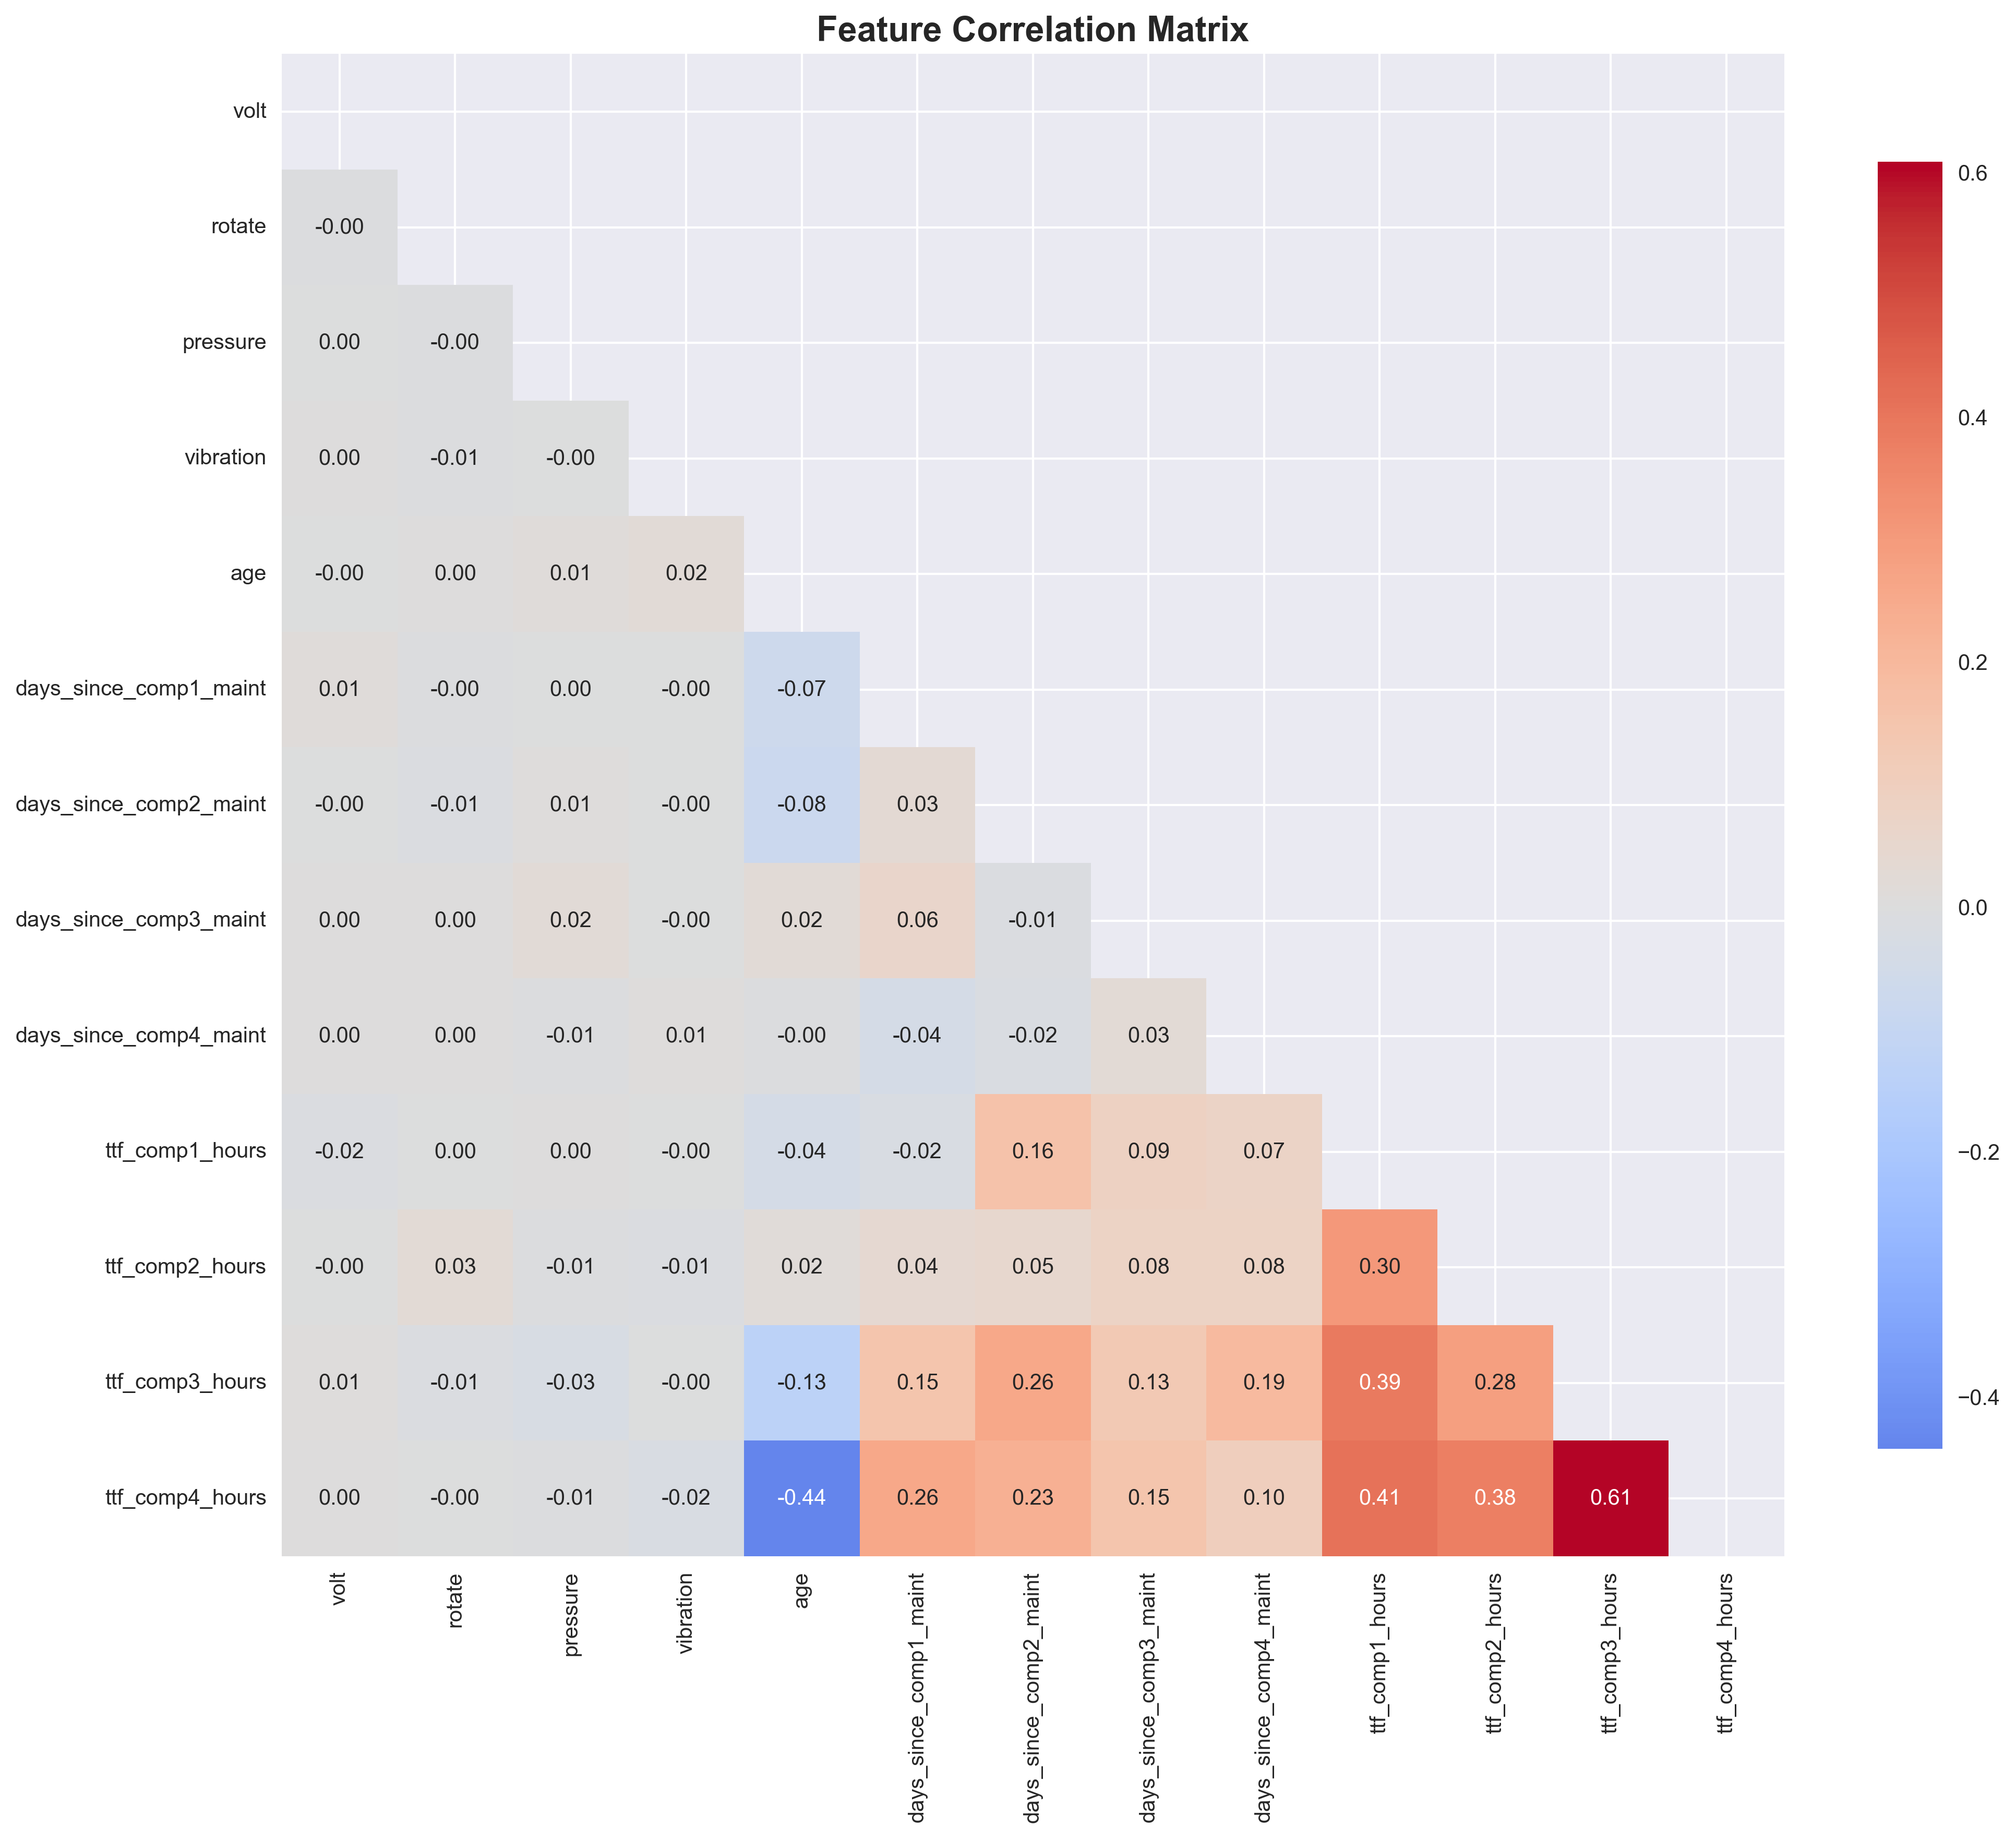 Feature Correlation Matrix
volt
rotate -0.00
pressure 0.00 -0.00
vibration 0.00 -0.01 -0.00
age -0.00 0.00 0.01 0.02
days_since_comp1_maint 0.01 -0.00 0.00 -0.00 -0.07
days_since_comp2_maint -0.00 -0.01 0.01 -0.00 -0.08 0.03
days_since_comp3_maint 0.00 0.00 0.02 -0.00 0.02 0.06 -0.01
days_since_comp4_maint 0.00 0.00 -0.01 0.01 -0.00 -0.04 -0.02 0.03
ttf_comp1_hours -0.02 0.00 0.00 -0.00 -0.04 -0.02 0.16 0.09 0.07
ttf_comp2_hours -0.00 0.03 -0.01 -0.01 0.02 0.04 0.05 0.08 0.08 0.30
ttf_comp3_hours 0.01 -0.01 -0.03 -0.00 -0.13 0.15 0.26 0.13 0.19 0.39 0.28
ttf_comp4_hours 0.00 -0.00 -0.01 -0.02 -0.44 0.26 0.23 0.15 0.10 0.41 0.38 0.61
volt
rotate
pressure
vibration
age
days_since_comp1_maint
days_since_comp2_maint
days_since_comp3_maint
days_since_comp4_maint
ttf_comp1_hours
ttf_comp2_hours
ttf_comp3_hours
ttf_comp4_hours
0.6
0.4
0.2
0.0
−0.2
−0.4